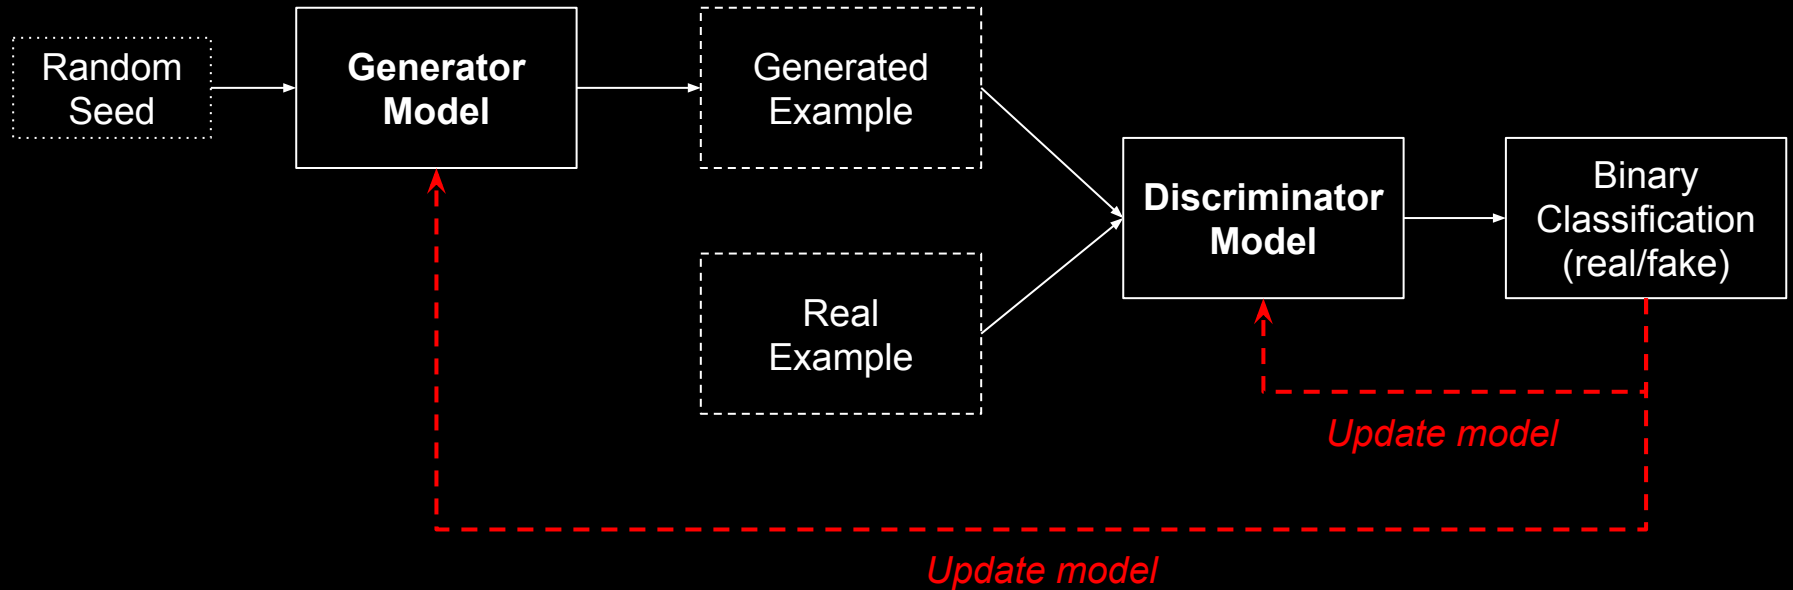 Random
Seed
Generator
Model
Generated
Example
Real
Example
Discriminator
Model
Binary
Classification
(real/fake)
Update model
Update model